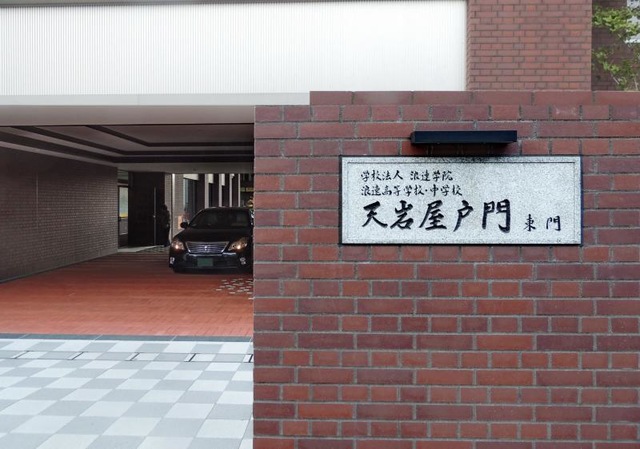 学校法人 浪速学院
浪速高等学校・中学校
天岩屋戸門 東門